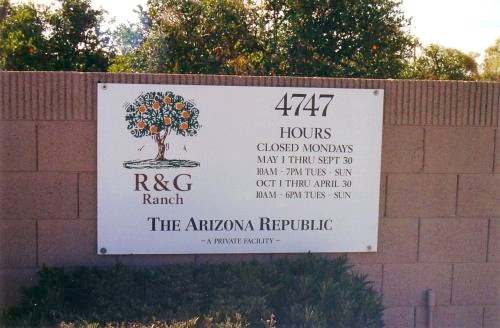 4747
HOURS
CLOSED MONDAYS
MAY 1 THRU SEPT 30
10AM - 7PM TUES - SUN
OCT 1 THRU APRIL 30
10AM - 6PM TUES - SUN
R & G
Ranch
THE ARIZONA REPUBLIC
~ A PRIVATE FACILITY ~